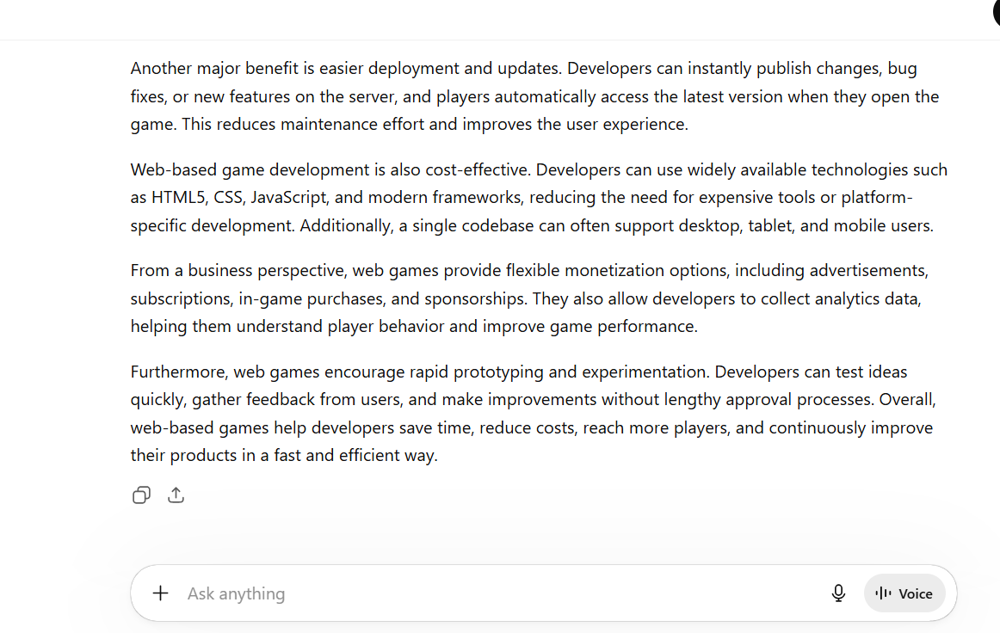 Another major benefit is easier deployment and updates. Developers can instantly publish changes, bug
fixes, or new features on the server, and players automatically access the latest version when they open the
game. This reduces maintenance effort and improves the user experience.
Web-based game development is also cost-effective. Developers can use widely available technologies such
as HTML5, CSS, JavaScript, and modern frameworks, reducing the need for expensive tools or platform-
specific development. Additionally, a single codebase can often support desktop, tablet, and mobile users.
From a business perspective, web games provide flexible monetization options, including advertisements,
subscriptions, in-game purchases, and sponsorships. They also allow developers to collect analytics data,
helping them understand player behavior and improve game performance.
Furthermore, web games encourage rapid prototyping and experimentation. Developers can test ideas
quickly, gather feedback from users, and make improvements without lengthy approval processes. Overall,
web-based games help developers save time, reduce costs, reach more players, and continuously improve
their products in a fast and efficient way.
Ask anything
Voice